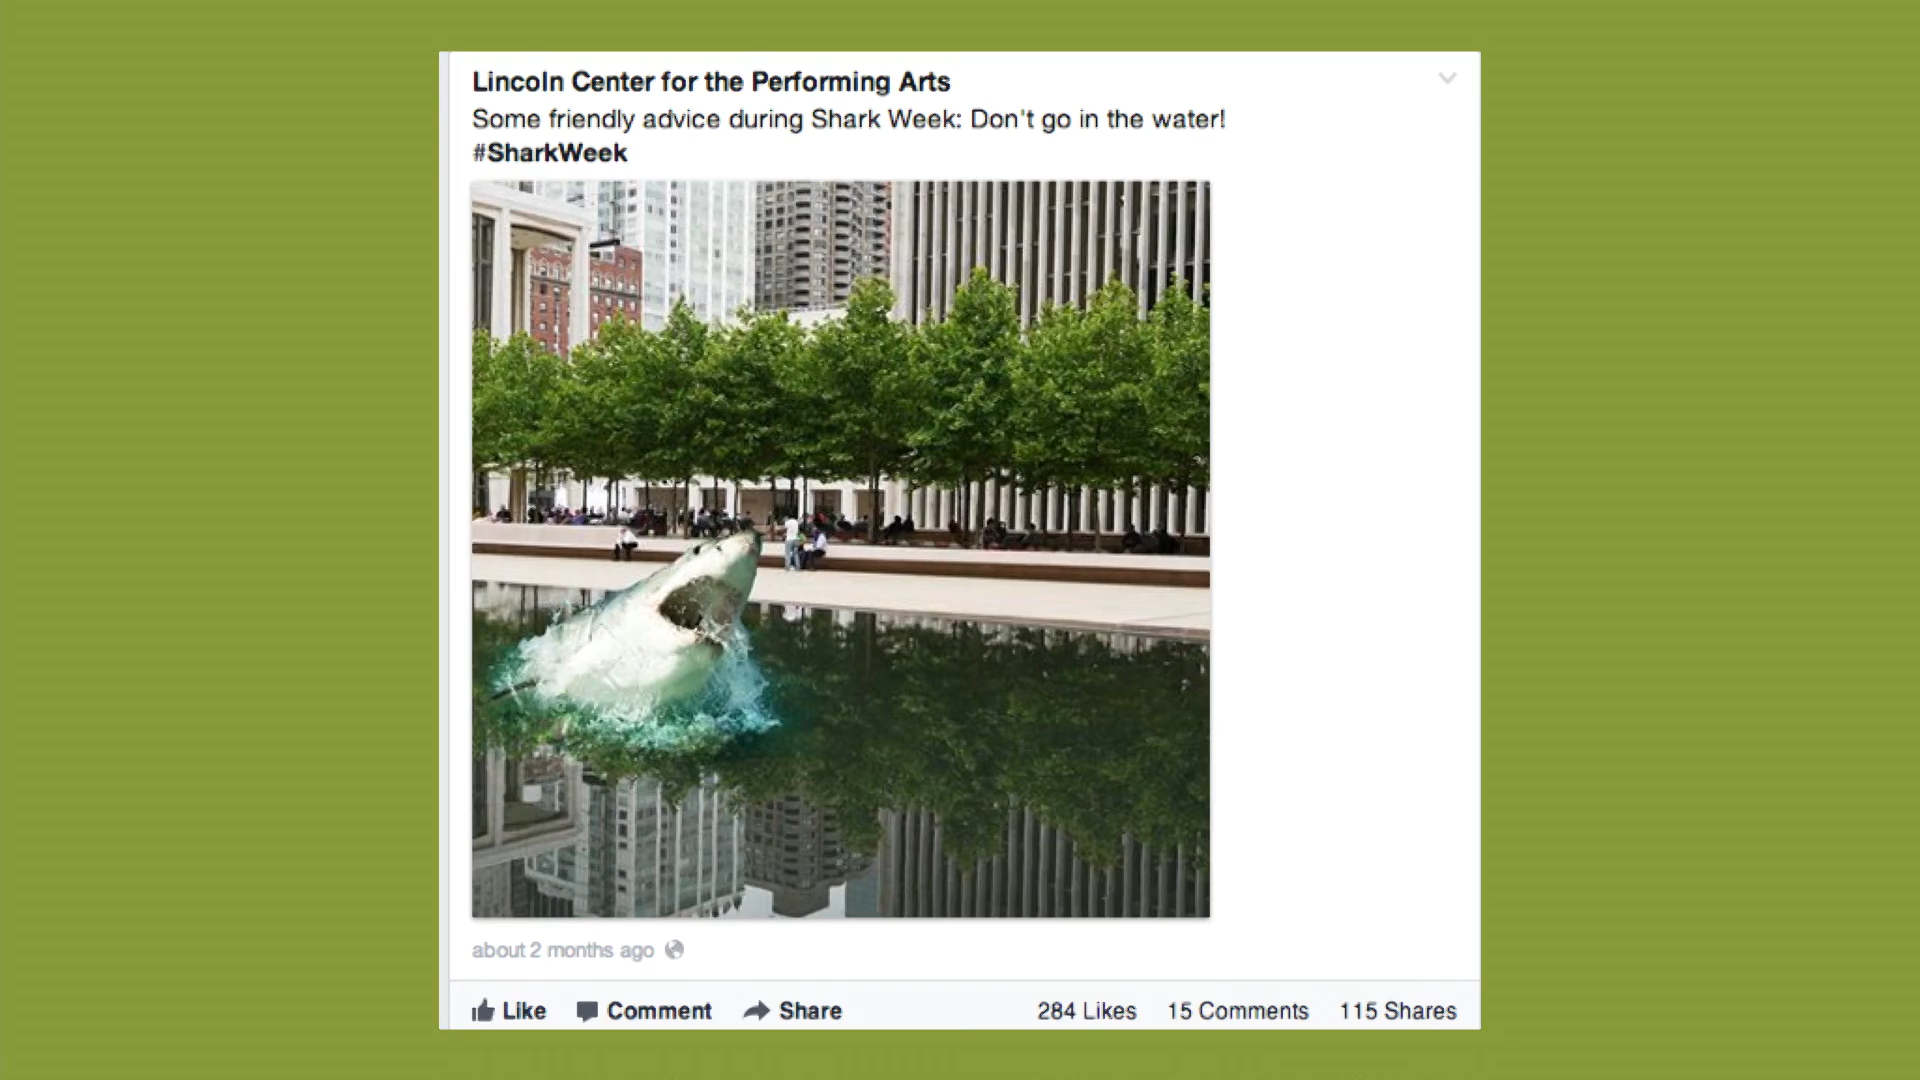 Lincoln Center for the Performing Arts
Some friendly advice during Shark Week: Don't go in the water!
#SharkWeek
about 2 months ago
Like Comment Share 284 Likes 15 Comments 115 Shares